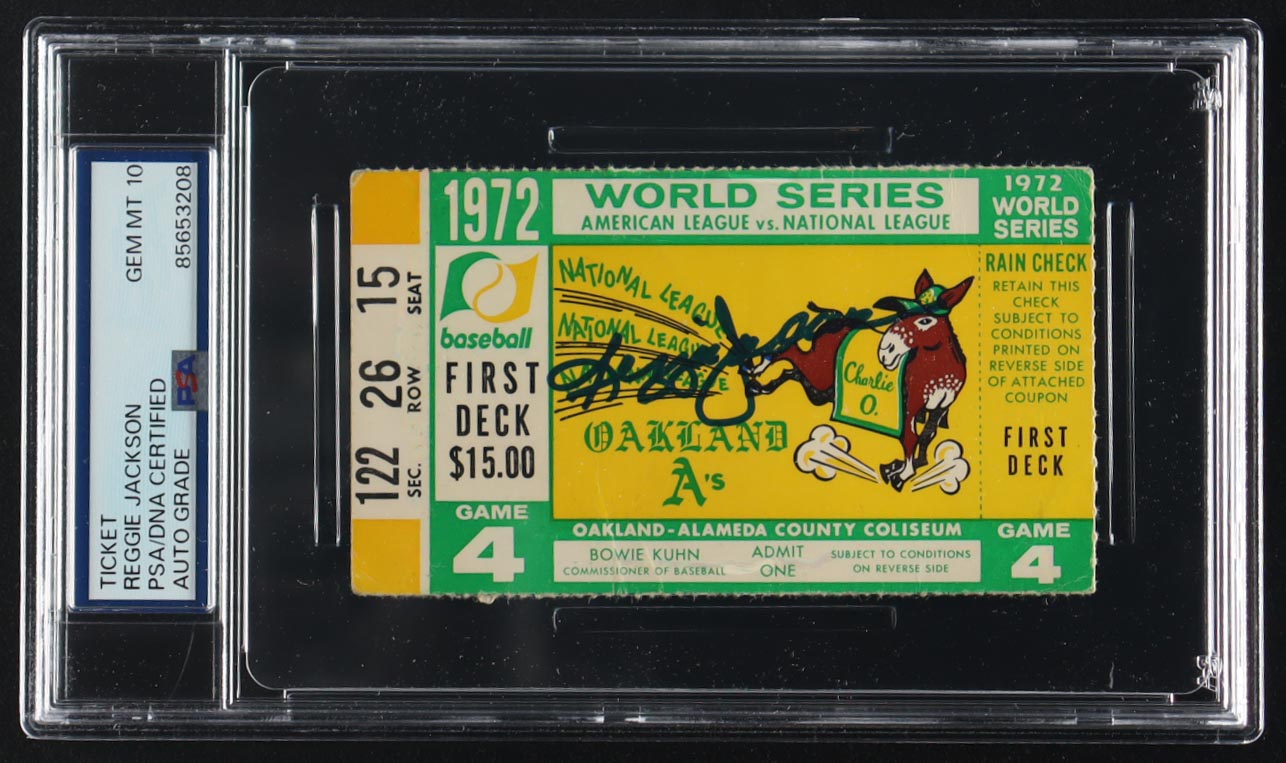 TICKET
REGGIE JACKSON
PSA/DNA CERTIFIED
AUTO GRADE
GEM MT 10
85653208
PSA
SEC. 122
ROW 26
SEAT 15
1972
baseball
FIRST
DECK
$15.00
GAME
4
WORLD SERIES
AMERICAN LEAGUE vs. NATIONAL LEAGUE
NATIONAL LEAGUE
NATIONAL LEAGUE
NATIONAL LEAGUE
Reggie Jackson
Charlie
O.
OAKLAND
A's
OAKLAND-ALAMEDA COUNTY COLISEUM
BOWIE KUHN
COMMISSIONER OF BASEBALL
ADMIT
ONE
SUBJECT TO CONDITIONS
ON REVERSE SIDE
1972
WORLD
SERIES
RAIN CHECK
RETAIN THIS
CHECK
SUBJECT TO
CONDITIONS
PRINTED ON
REVERSE SIDE
OF ATTACHED
COUPON
FIRST
DECK
GAME
4